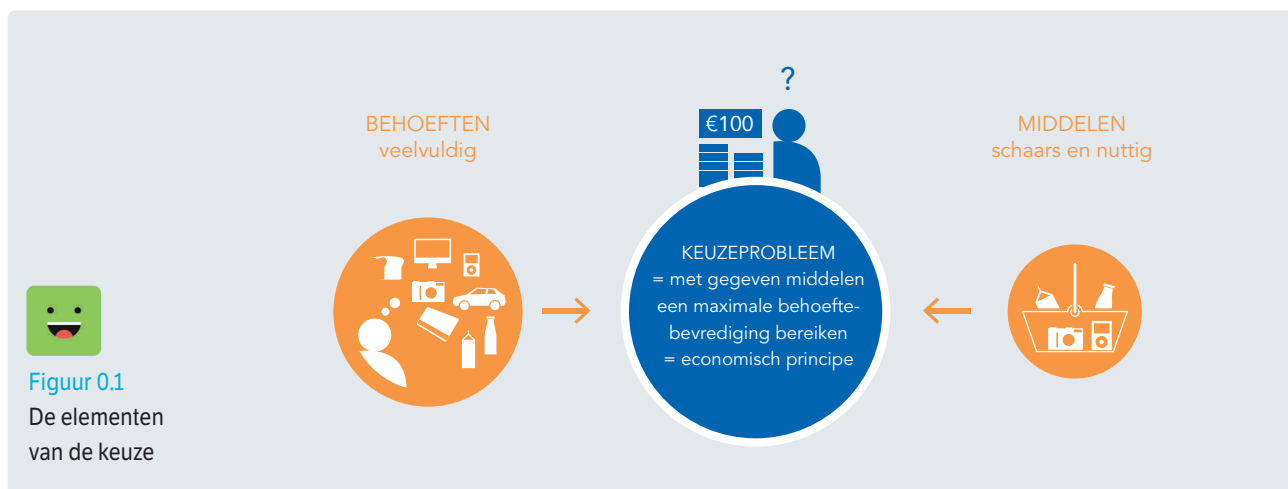 BEHOEFTEN
veelvuldig
?
€100
KEUZEPROBLEEM
= met gegeven middelen
een maximale behoefte-
bevrediging bereiken
= economisch principe
MIDDELEN
schaars en nuttig
Figuur 0.1
De elementen
van de keuze